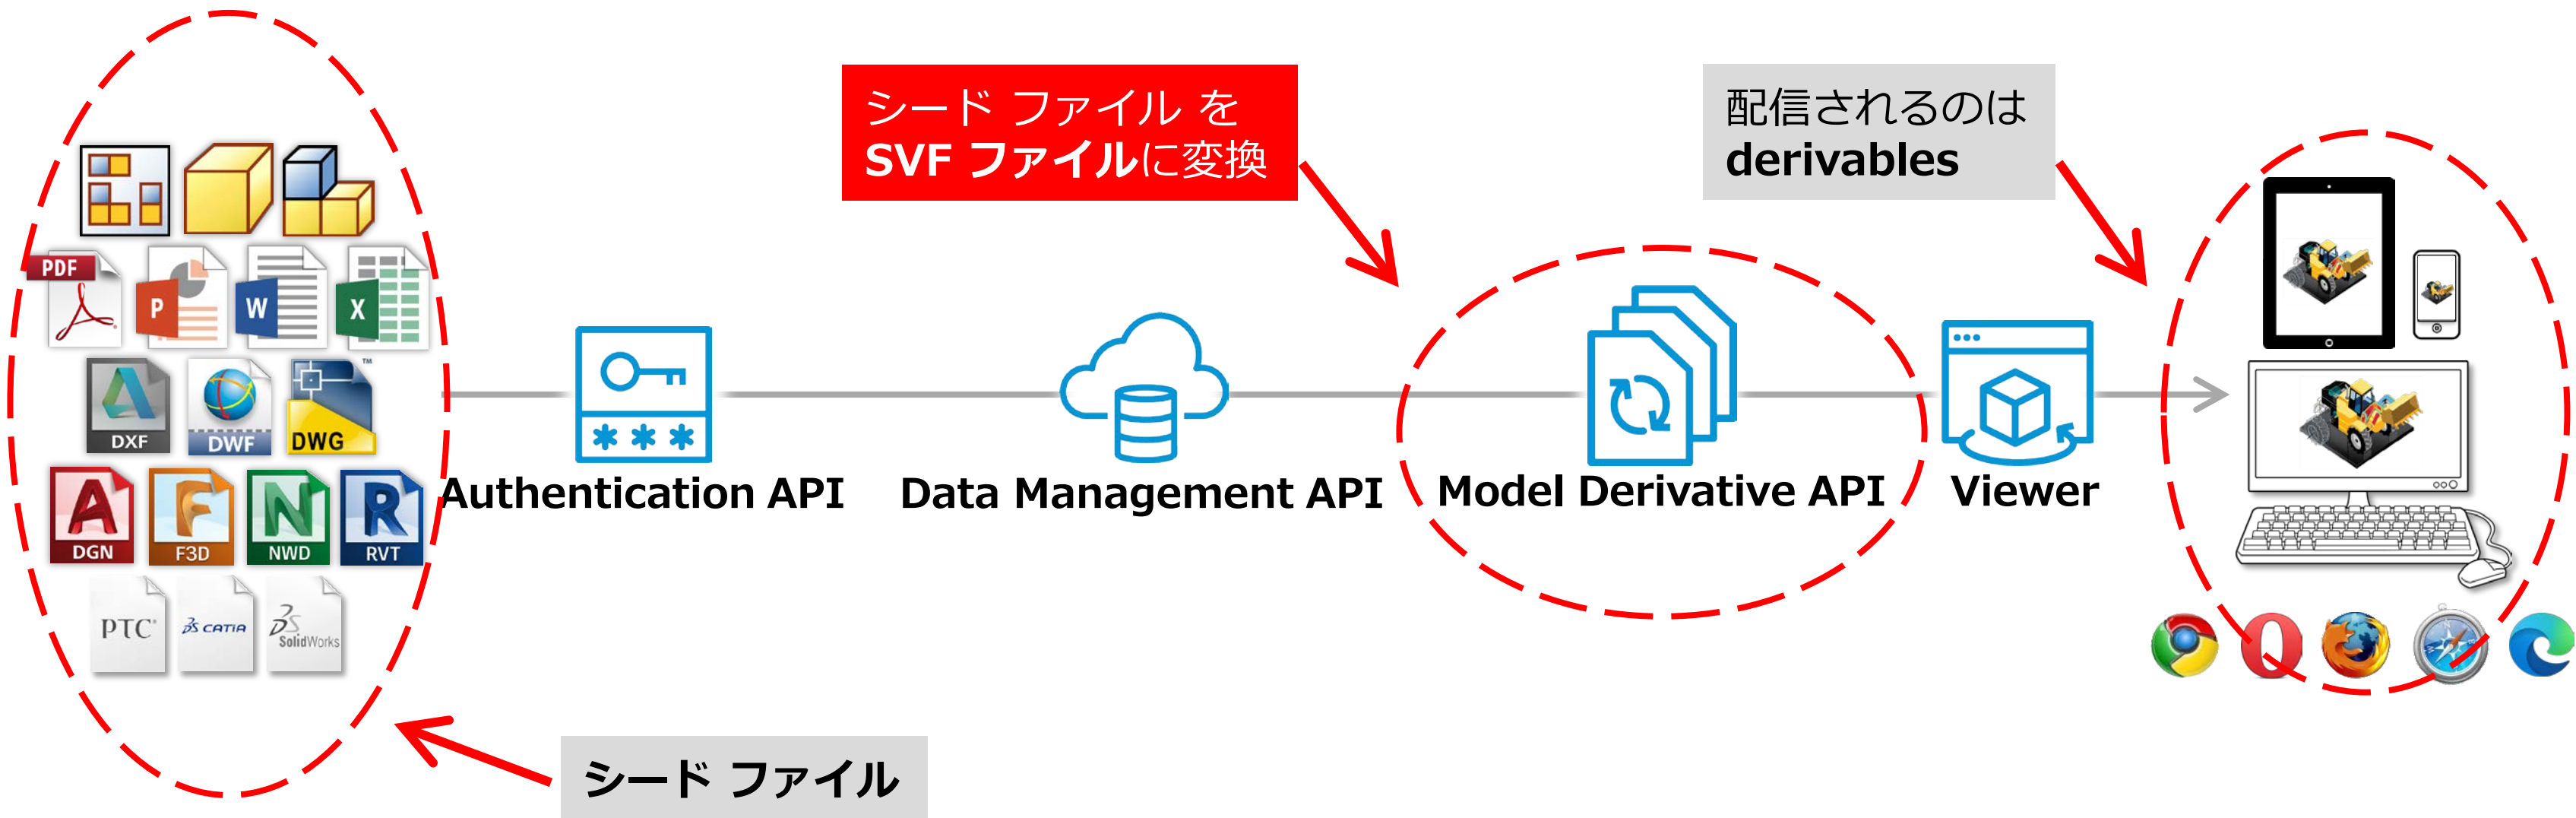 シード ファイル を
SVF ファイルに変換
配信されるのは
derivables
PDF
P
W
X
DXF
DWF
DWG
TM
DGN
F3D
NWD
RVT
PTC
CATIA
SolidWorks
Authentication API
Data Management API
Model Derivative API
Viewer
シード ファイル